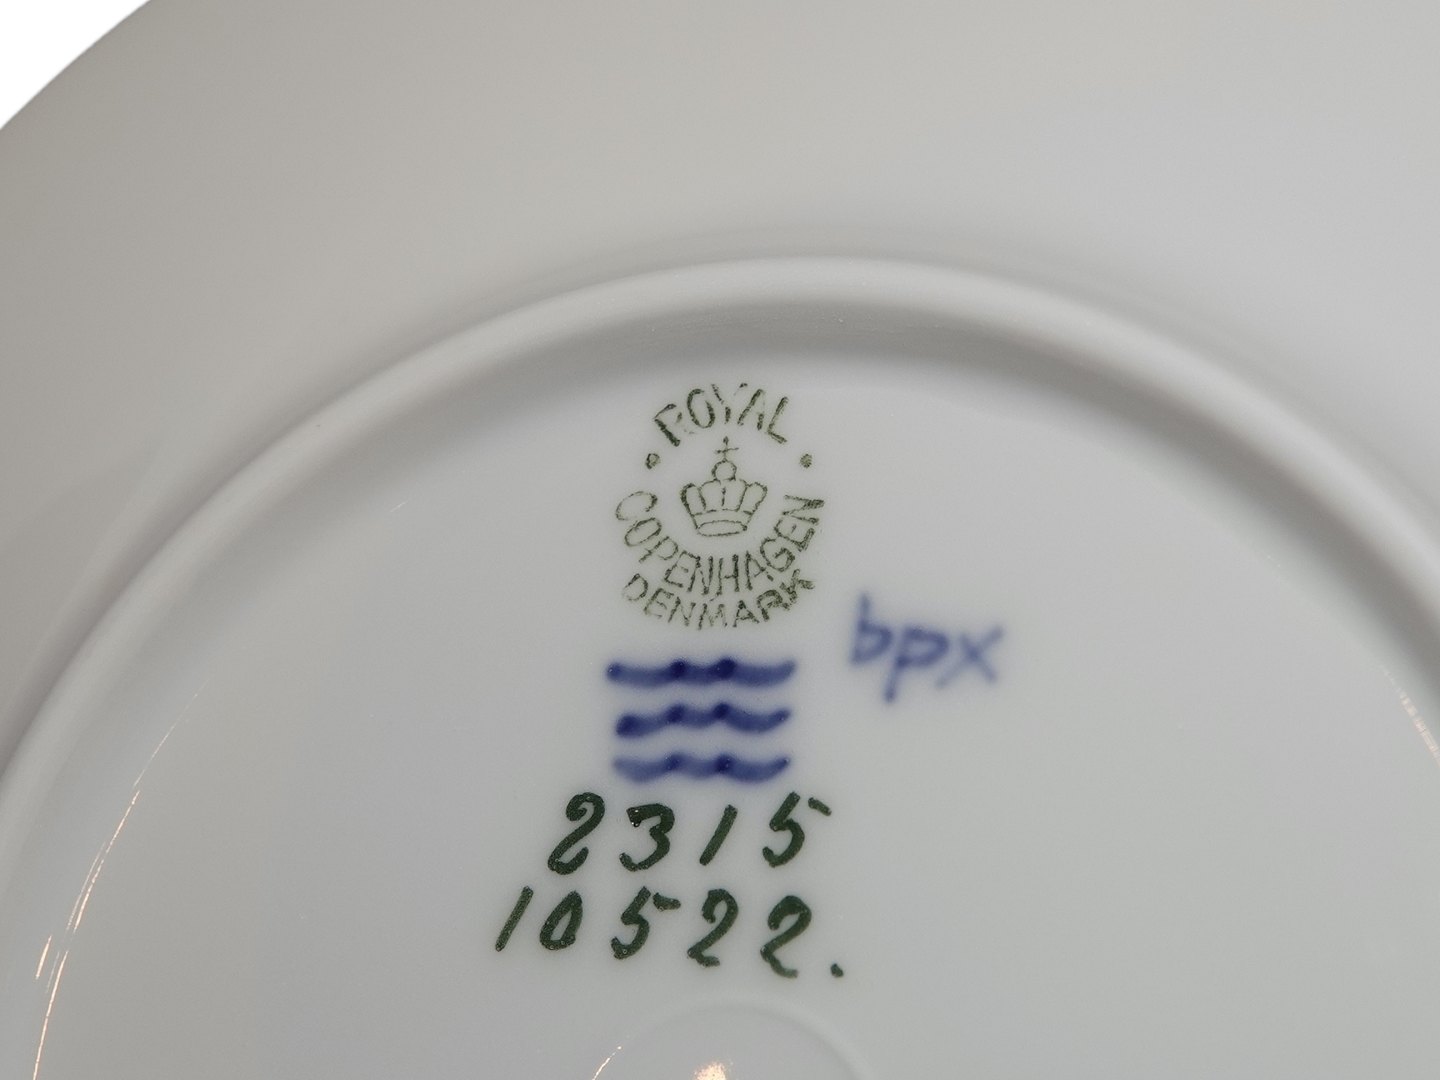 ROYAL
COPENHAGEN
DENMARK
bpx
2315
10522.